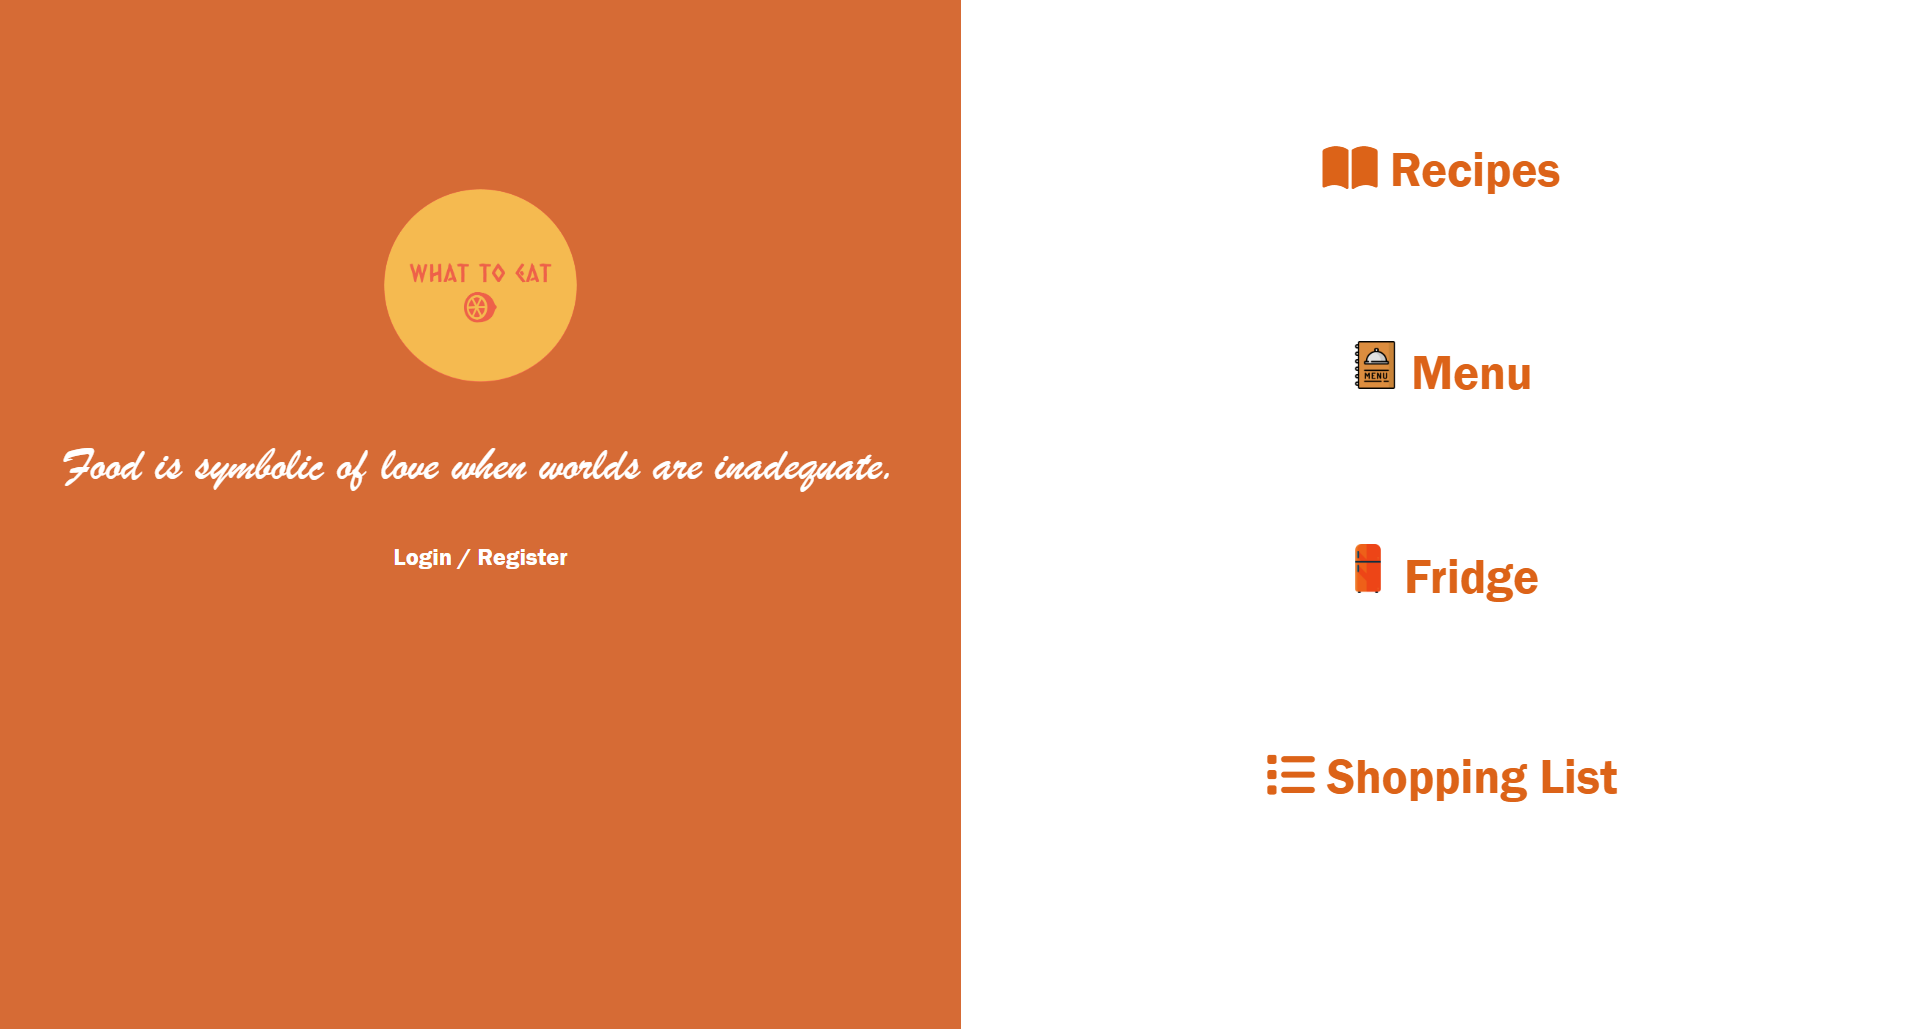 WHAT TO EAT
Food is symbolic of love when worlds are inadequate.
Login / Register
Recipes
MENU
Menu
Fridge
Shopping List